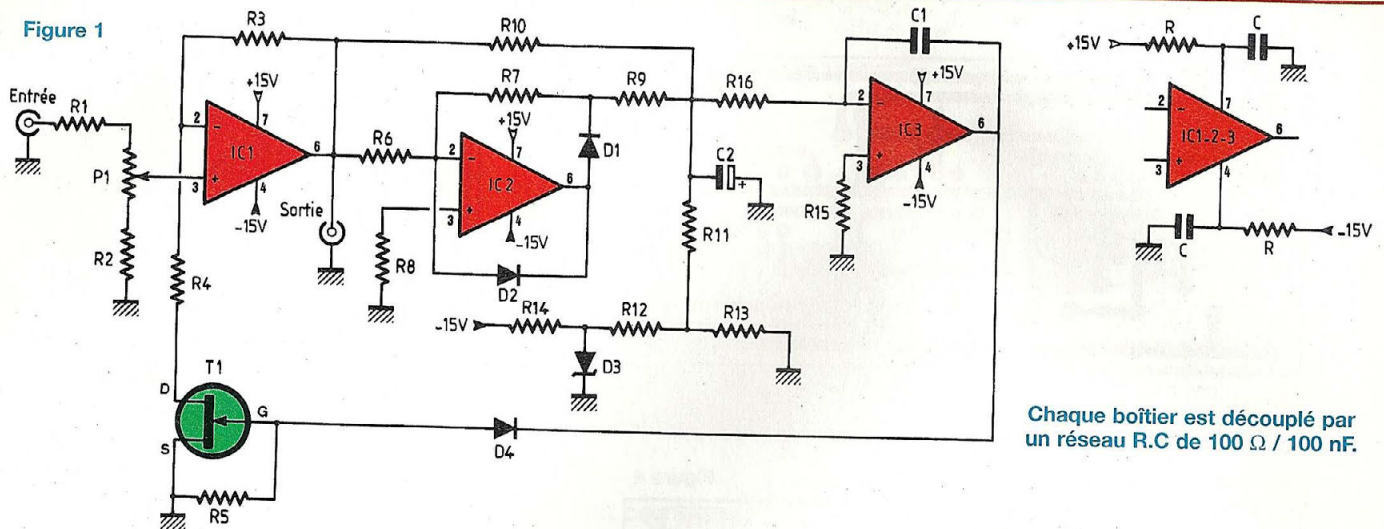 Figure 1
Entrée
R1
P1
R2
R3
+15V
7
2
-
IC1
6
3
+
4
-15V
R4
Sortie
R10
R7
R9
R16
R6
+15V
7
2
-
IC2
6
3
+
4
-15V
D1
D2
R8
C2
+
R11
-15V
R14
R12
R13
D3
C1
+15V
7
2
-
IC3
6
3
+
4
-15V
R15
T1
D
G
S
R5
D4
R
C
+15V
7
2
-
IC1-2-3
6
3
+
4
C
R
-15V
Chaque boîtier est découplé par
un réseau R.C de 100 Ω / 100 nF.